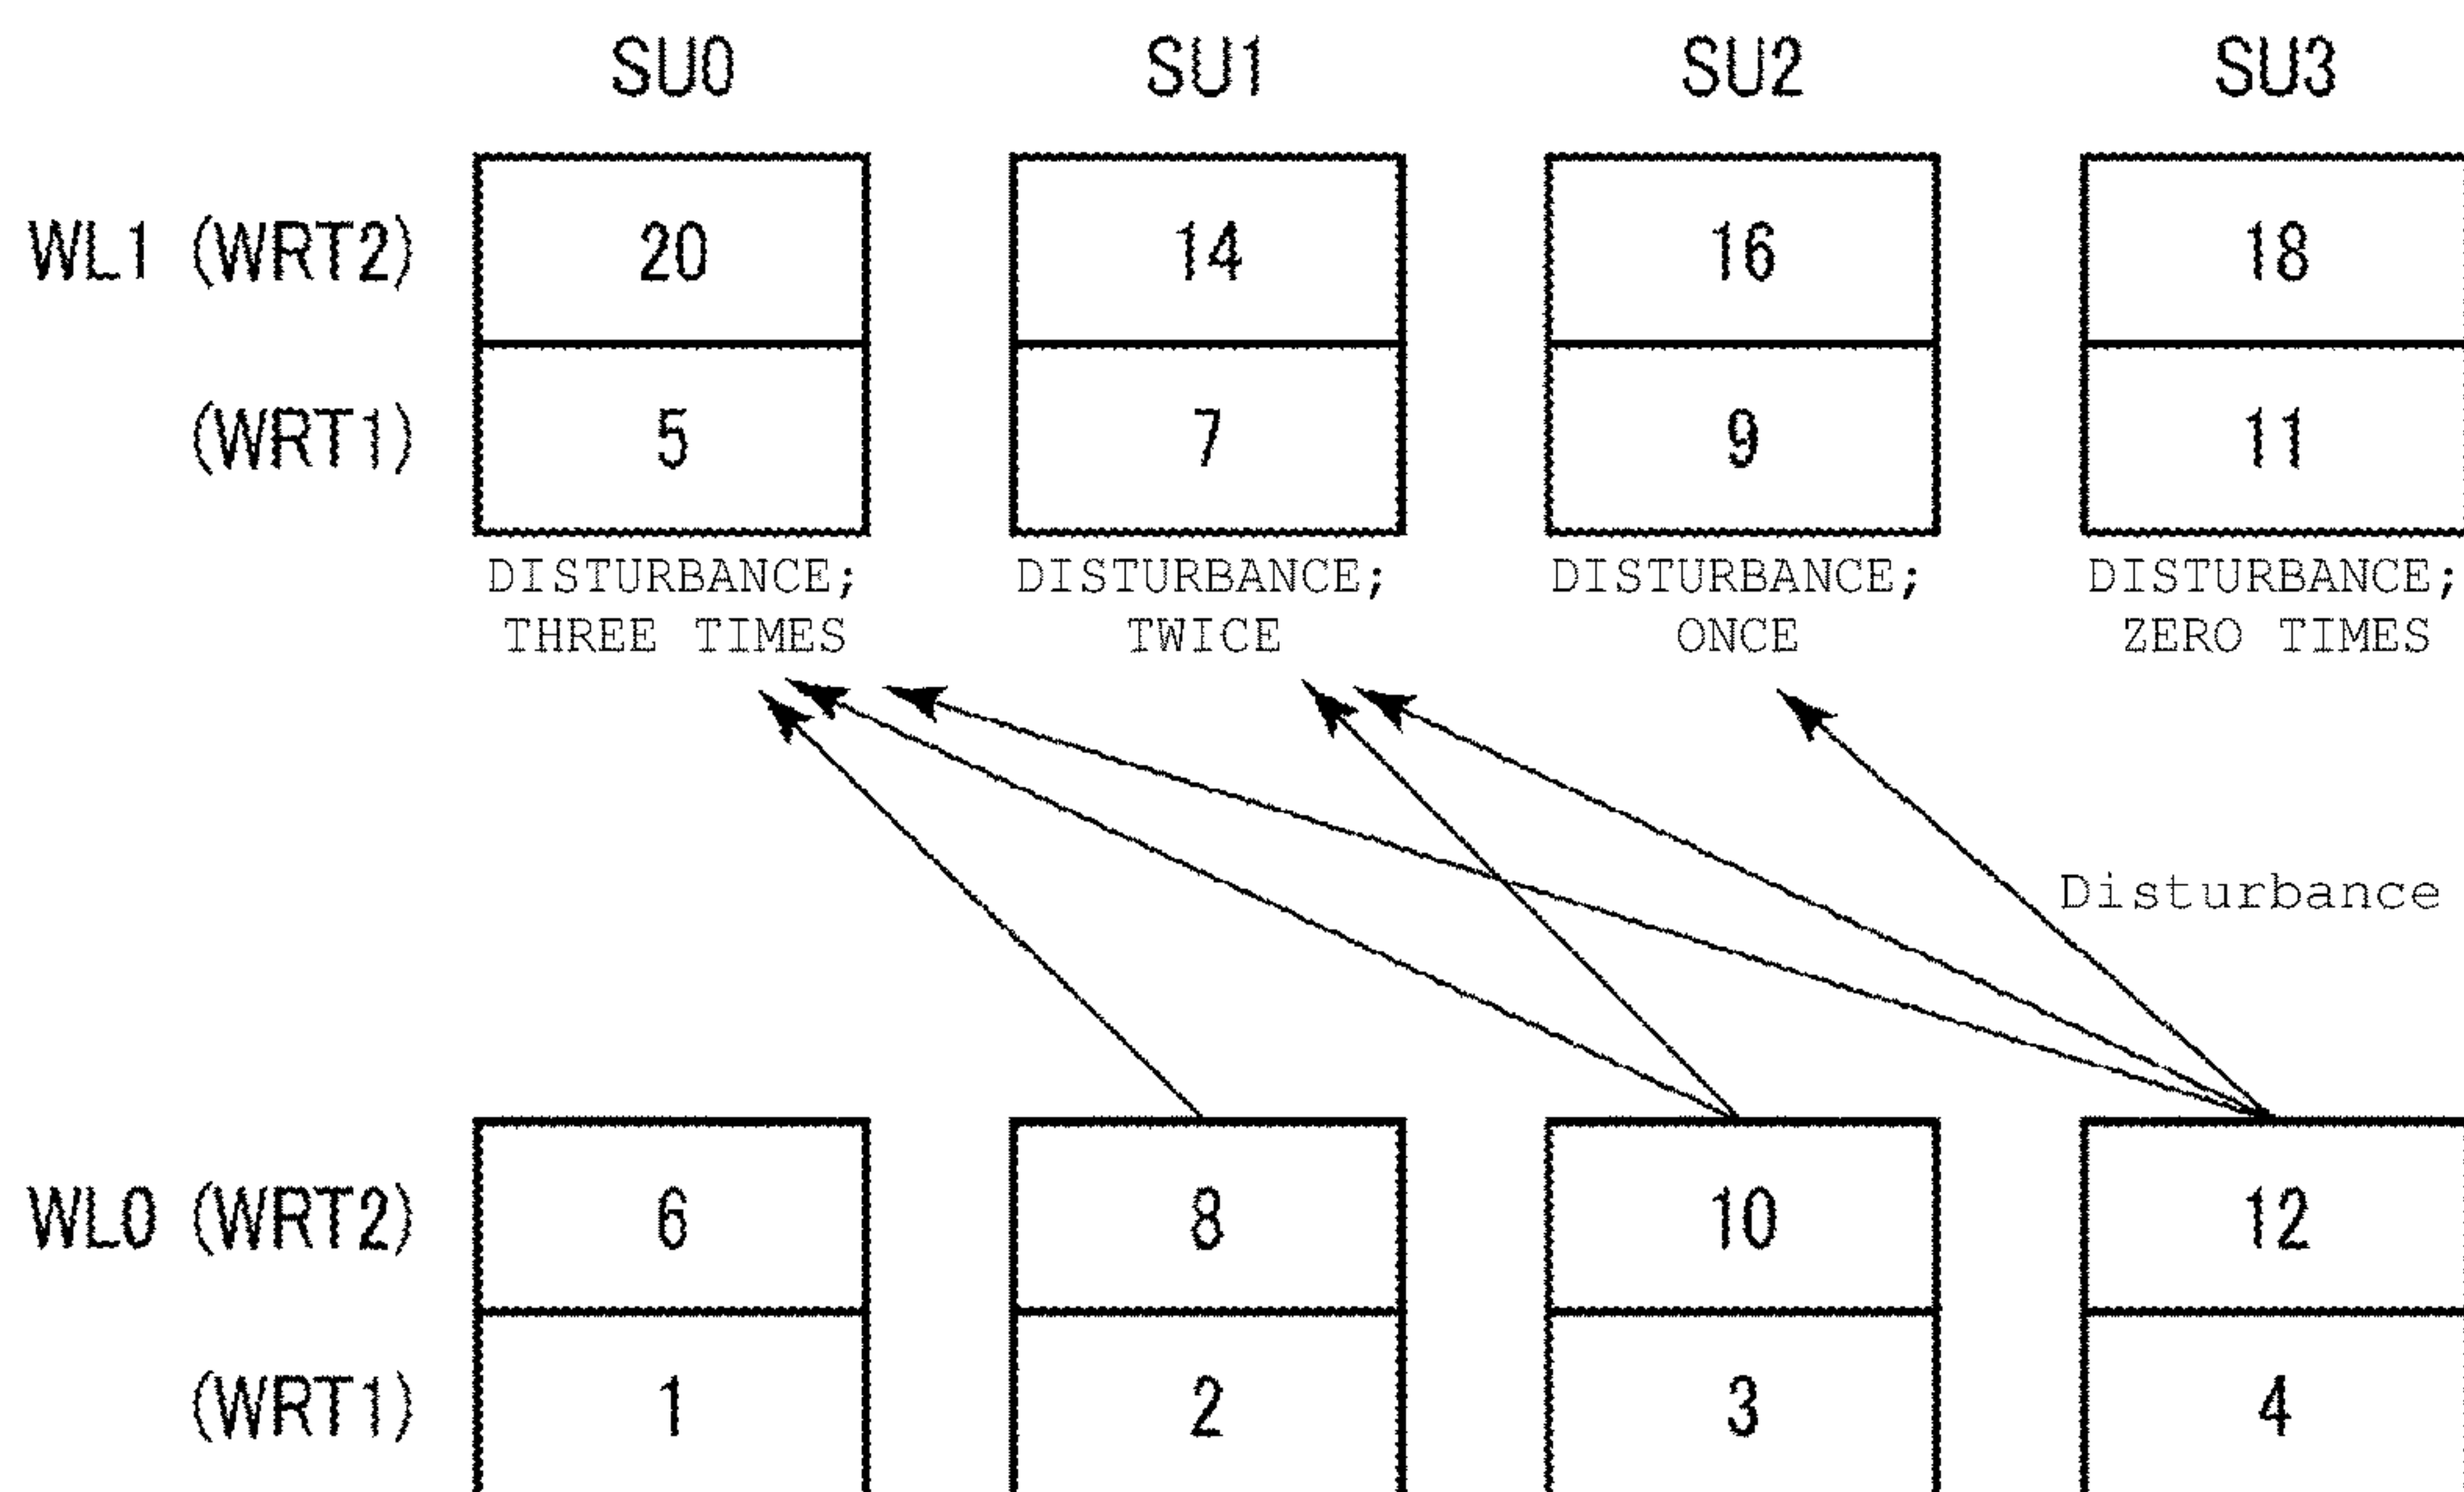 SU0 SU1 SU2 SU3
WL1 (WRT2) 20 14 16 18
(WRT1) 5 7 9 11
DISTURBANCE; DISTURBANCE; DISTURBANCE; DISTURBANCE;
THREE TIMES TWICE ONCE ZERO TIMES
Disturbance
WL0 (WRT2) 6 8 10 12
(WRT1) 1 2 3 4